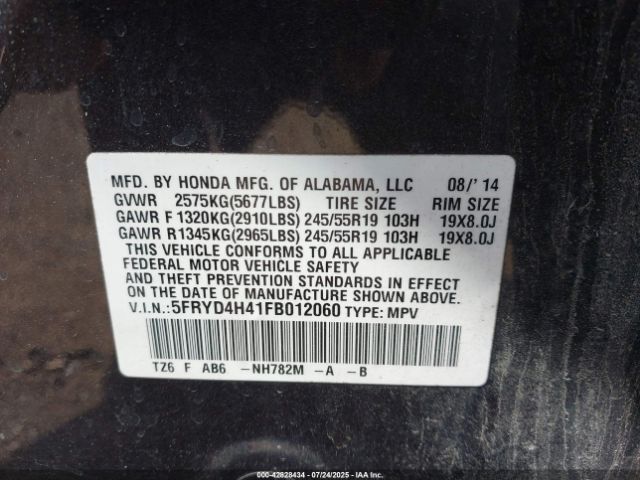 MFD. BY HONDA MFG. OF ALABAMA, LLC 08/' 14
GVWR 2575KG(5677LBS) TIRE SIZE RIM SIZE
GAWR F 1320KG(2910LBS) 245/55R19 103H 19X8.0J
GAWR R1345KG(2965LBS) 245/55R19 103H 19X8.0J
THIS VEHICLE CONFORMS TO ALL APPLICABLE
FEDERAL MOTOR VEHICLE SAFETY
AND THEFT PREVENTION STANDARDS IN EFFECT
ON THE DATE OF MANUFACTURE SHOWN ABOVE.
V.I.N.: 5FRYD4H41FB012060 TYPE: MPV
TZ6 F AB6 -NH782M -A -B
000-42828434 | 07/24/2025 - IAA Inc.